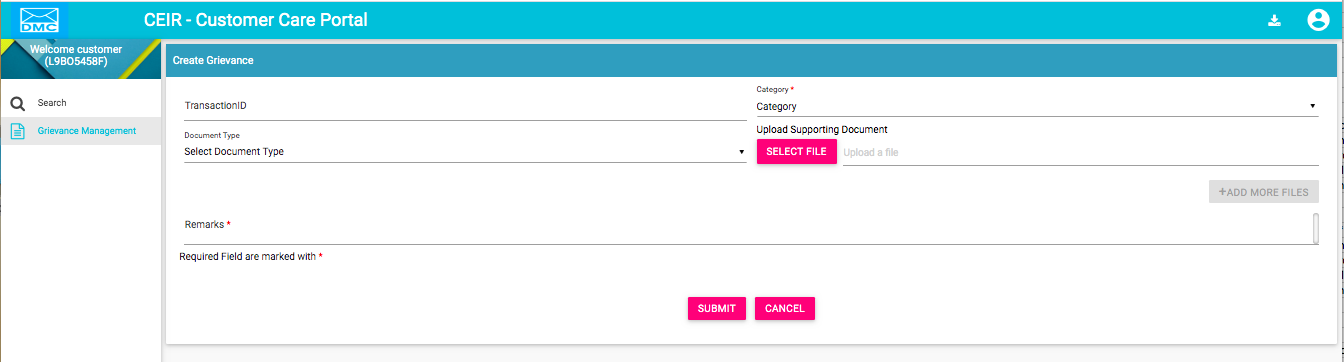 DMC
CEIR - Customer Care Portal
Welcome customer
(L9BO5458F)
Search
Grievance Management
Create Grievance
TransactionID
Category *
Category
Document Type
Select Document Type
Upload Supporting Document
SELECT FILE
Upload a file
+ADD MORE FILES
Remarks *
Required Field are marked with *
SUBMIT
CANCEL